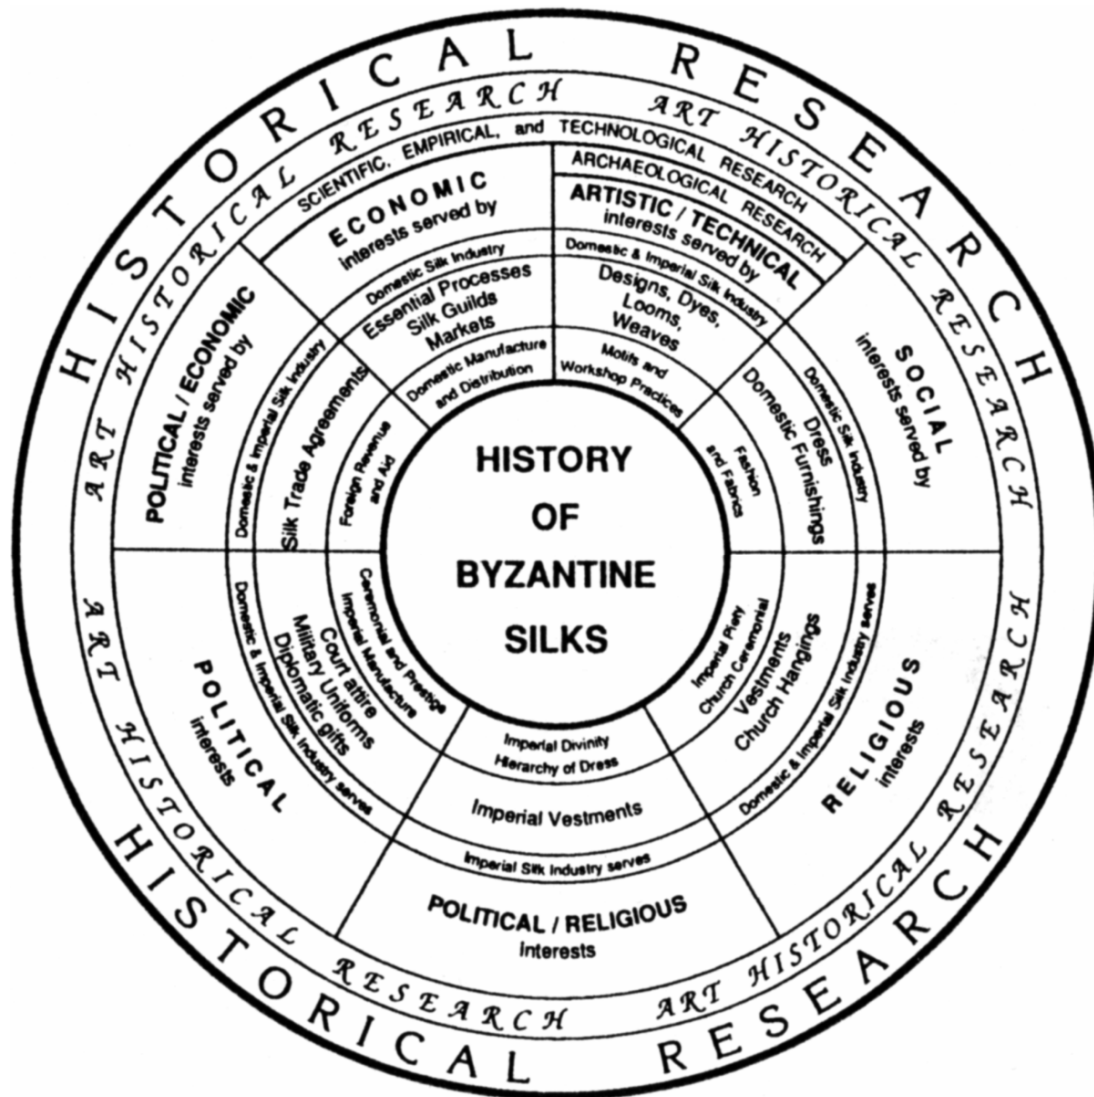 HISTORICAL RESEARCH
ART HISTORICAL RESEARCH
ART HISTORICAL RESEARCH
SCIENTIFIC, EMPIRICAL, and TECHNOLOGICAL RESEARCH
ARCHAEOLOGICAL RESEARCH
ECONOMIC
interests served by
Domestic Silk Industry
Essential Processes
Silk Guilds
Markets
Domestic Manufacture
and Distribution
ARTISTIC / TECHNICAL
interests served by
Domestic & Imperial Silk Industry
Designs, Dyes,
Looms,
Weaves
Motifs and
Workshop Practices
SOCIAL
interests served by
Domestic Silk Industry
Dress
Domestic Furnishings
Fashion
and Fabrics
RELIGIOUS
interests
Domestic & Imperial Silk Industry serves
Vestments
Church Hangings
Imperial Piety
Church Ceremonial
POLITICAL / RELIGIOUS
interests
Imperial Silk Industry serves
Imperial Vestments
Imperial Divinity
Hierarchy of Dress
POLITICAL
interests
Domestic & Imperial Silk Industry serves
Court attire
Military Uniforms
Diplomatic gifts
Ceremonial and Prestige
Imperial Manufacture
POLITICAL / ECONOMIC
interests served by
Domestic & Imperial Silk Industry
Silk Trade Agreements
Foreign Revenue
and Aid
HISTORY
OF
BYZANTINE
SILKS
ART HISTORICAL RESEARCH
ART HISTORICAL RESEARCH
HISTORICAL RESEARCH